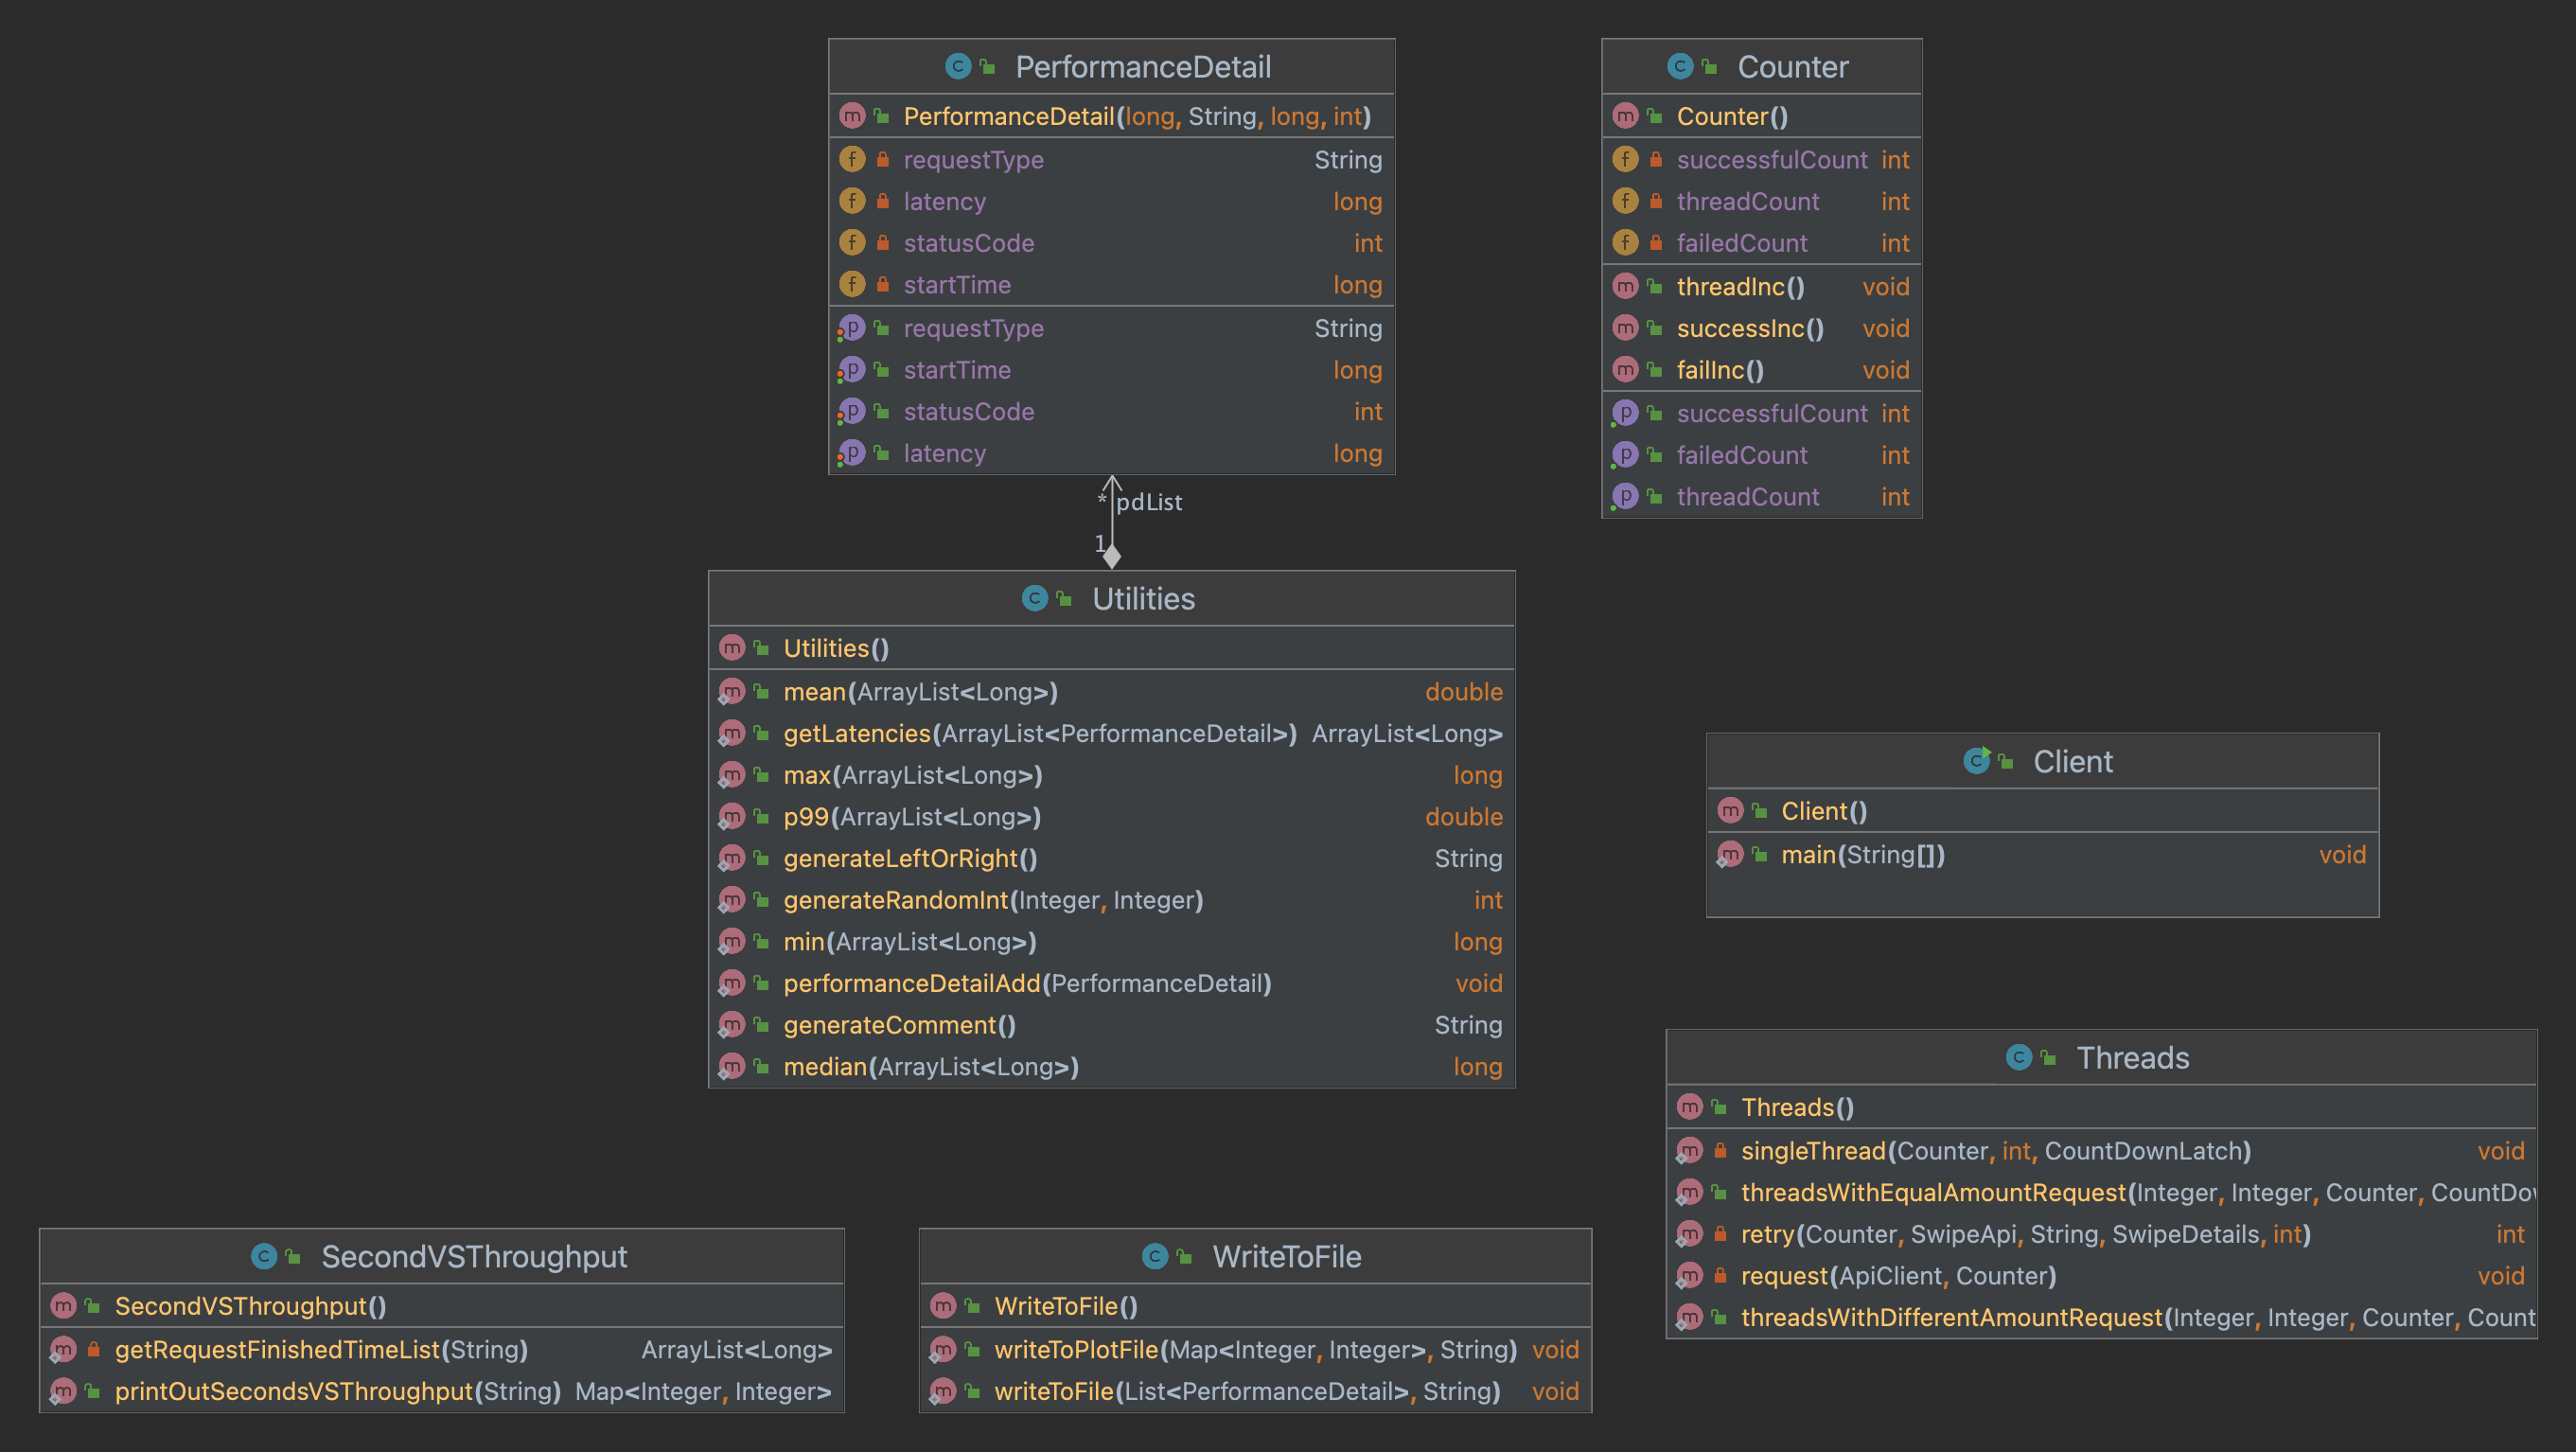 PerformanceDetail
PerformanceDetail(long, String, long, int)
requestType String
latency long
statusCode int
startTime long
requestType String
startTime long
statusCode int
latency long
* pdList
1
Counter
Counter()
successfulCount int
threadCount int
failedCount int
threadInc() void
successInc() void
failInc() void
successfulCount int
failedCount int
threadCount int
Utilities
Utilities()
mean(ArrayList<Long>) double
getLatencies(ArrayList<PerformanceDetail>) ArrayList<Long>
max(ArrayList<Long>) long
p99(ArrayList<Long>) double
generateLeftOrRight() String
generateRandomInt(Integer, Integer) int
min(ArrayList<Long>) long
performanceDetailAdd(PerformanceDetail) void
generateComment() String
median(ArrayList<Long>) long
Client
Client()
main(String[]) void
Threads
Threads()
singleThread(Counter, int, CountDownLatch) void
threadsWithEqualAmountRequest(Integer, Integer, Counter, CountDo
retry(Counter, SwipeApi, String, SwipeDetails, int) int
request(ApiClient, Counter) void
threadsWithDifferentAmountRequest(Integer, Integer, Counter, Count
SecondVSThroughput
SecondVSThroughput()
getRequestFinishedTimeList(String) ArrayList<Long>
printOutSecondsVSThroughput(String) Map<Integer, Integer>
WriteToFile
WriteToFile()
writeToPlotFile(Map<Integer, Integer>, String) void
writeToFile(List<PerformanceDetail>, String) void